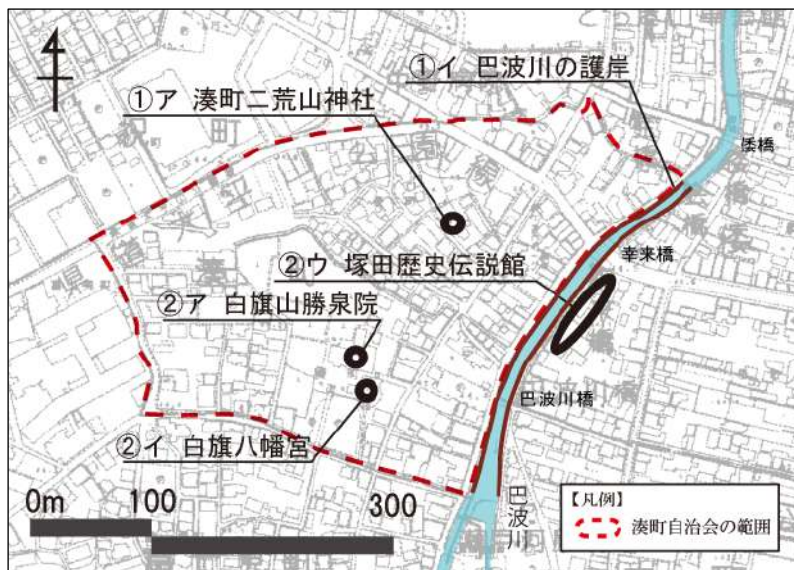 ①イ 巴波川の護岸
①ア 湊町二荒山神社
倭橋
幸来橋
②ウ 塚田歴史伝説館
②ア 白旗山勝泉院
巴波川橋
②イ 白旗八幡宮
0m 100 300
巴波川
【凡例】
湊町自治会の範囲